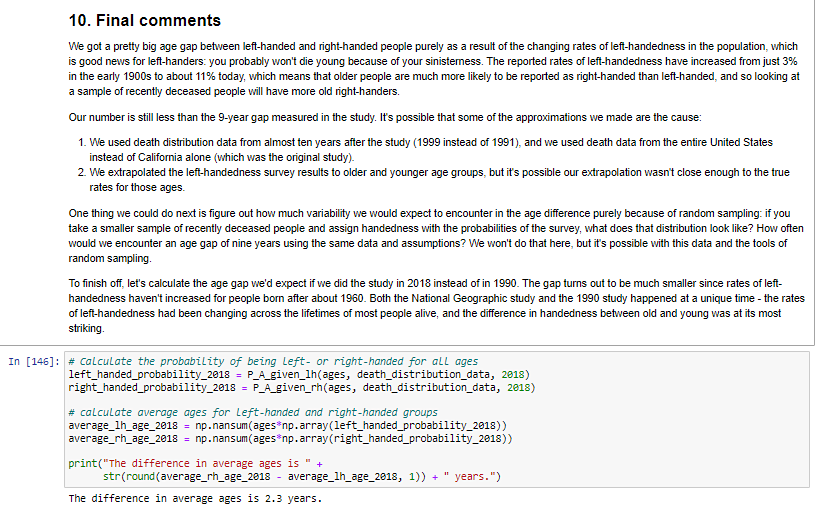 10. Final comments
We got a pretty big age gap between left-handed and right-handed people purely as a result of the changing rates of left-handedness in the population, which
is good news for left-handers: you probably won't die young because of your sinisterness. The reported rates of left-handedness have increased from just 3%
in the early 1900s to about 11% today, which means that older people are much more likely to be reported as right-handed than left-handed, and so looking at
a sample of recently deceased people will have more old right-handers.
Our number is still less than the 9-year gap measured in the study. It's possible that some of the approximations we made are the cause:
1. We used death distribution data from almost ten years after the study (1999 instead of 1991), and we used death data from the entire United States
instead of California alone (which was the original study).
2. We extrapolated the left-handedness survey results to older and younger age groups, but it's possible our extrapolation wasn't close enough to the true
rates for those ages.
One thing we could do next is figure out how much variability we would expect to encounter in the age difference purely because of random sampling: if you
take a smaller sample of recently deceased people and assign handedness with the probabilities of the survey, what does that distribution look like? How often
would we encounter an age gap of nine years using the same data and assumptions? We won't do that here, but it's possible with this data and the tools of
random sampling.
To finish off, let's calculate the age gap we'd expect if we did the study in 2018 instead of in 1990. The gap turns out to be much smaller since rates of left-
handedness haven't increased for people born after about 1960. Both the National Geographic study and the 1990 study happened at a unique time - the rates
of left-handedness had been changing across the lifetimes of most people alive, and the difference in handedness between old and young was at its most
striking.
In [146]: # Calculate the probability of being left- or right-handed for all ages
left_handed_probability_2018 = P_A_given_lh(ages, death_distribution_data, 2018)
right_handed_probability_2018 = P_A_given_rh(ages, death_distribution_data, 2018)
# calculate average ages for left-handed and right-handed groups
average_lh_age_2018 = np.nansum(ages*np.array(left_handed_probability_2018))
average_rh_age_2018 = np.nansum(ages*np.array(right_handed_probability_2018))
print("The difference in average ages is " +
str(round(average_rh_age_2018 - average_lh_age_2018, 1)) + " years.")
The difference in average ages is 2.3 years.